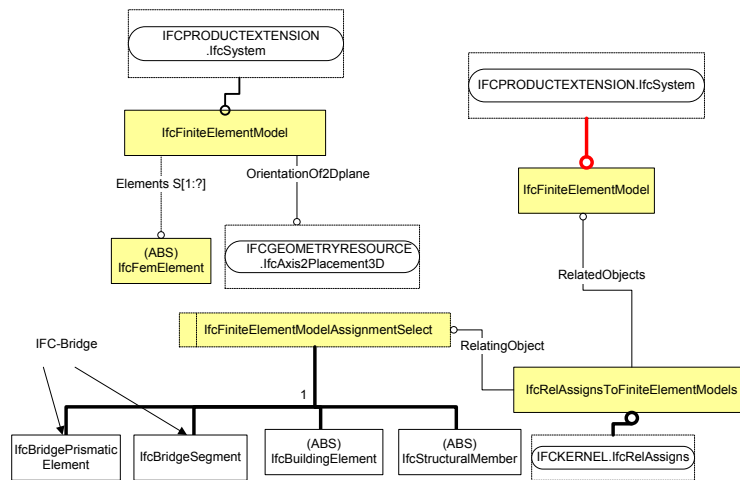 IFCPRODUCTEXTENSION
.IfcSystem
IfcFiniteElementModel
Elements S[1:?]
OrientationOf2Dplane
(ABS)
IfcFemElement
IFCGEOMETRYRESOURCE
.IfcAxis2Placement3D
IFCPRODUCTEXTENSION.IfcSystem
IfcFiniteElementModel
RelatedObjects
IfcFiniteElementModelAssignmentSelect
RelatingObject
IFC-Bridge
1
IfcRelAssignsToFiniteElementModels
IfcBridgePrismatic
Element
IfcBridgeSegment
(ABS)
IfcBuildingElement
(ABS)
IfcStructuralMember
IFCKERNEL.IfcRelAssigns